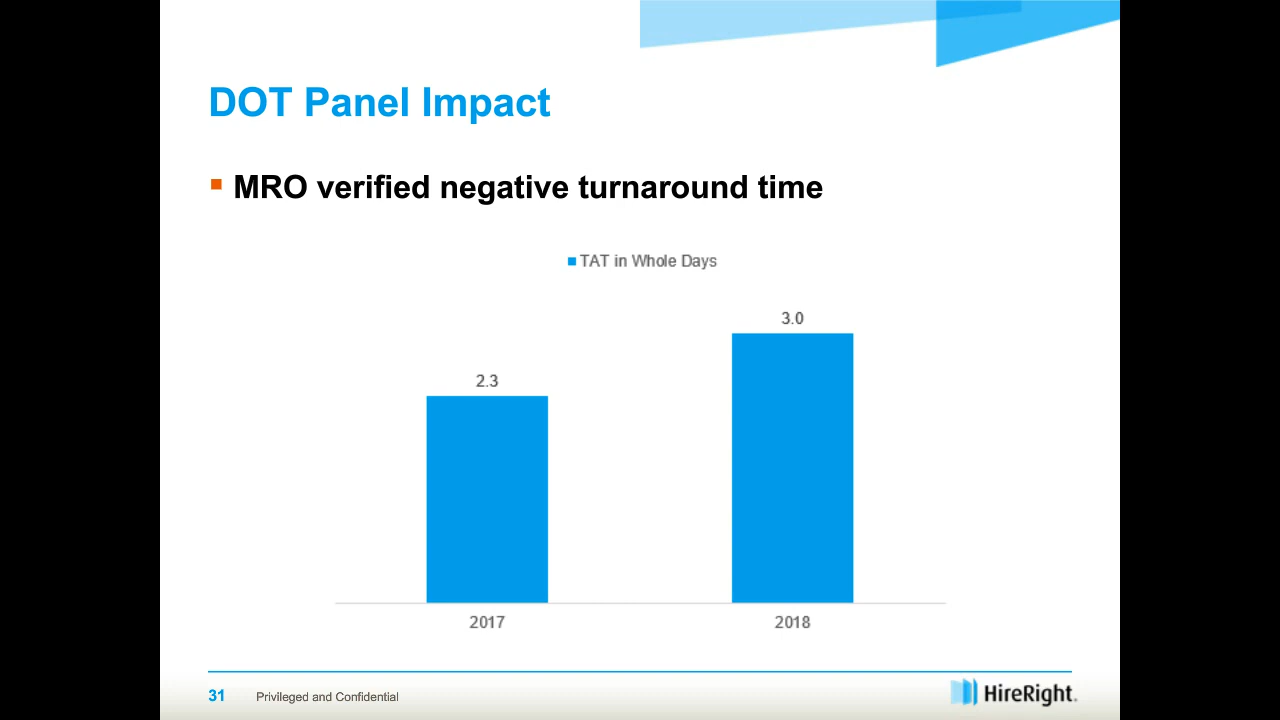 DOT Panel Impact
MRO verified negative turnaround time
TAT in Whole Days
3.0
2.3
2017 2018
31 Privileged and Confidential
HireRight.